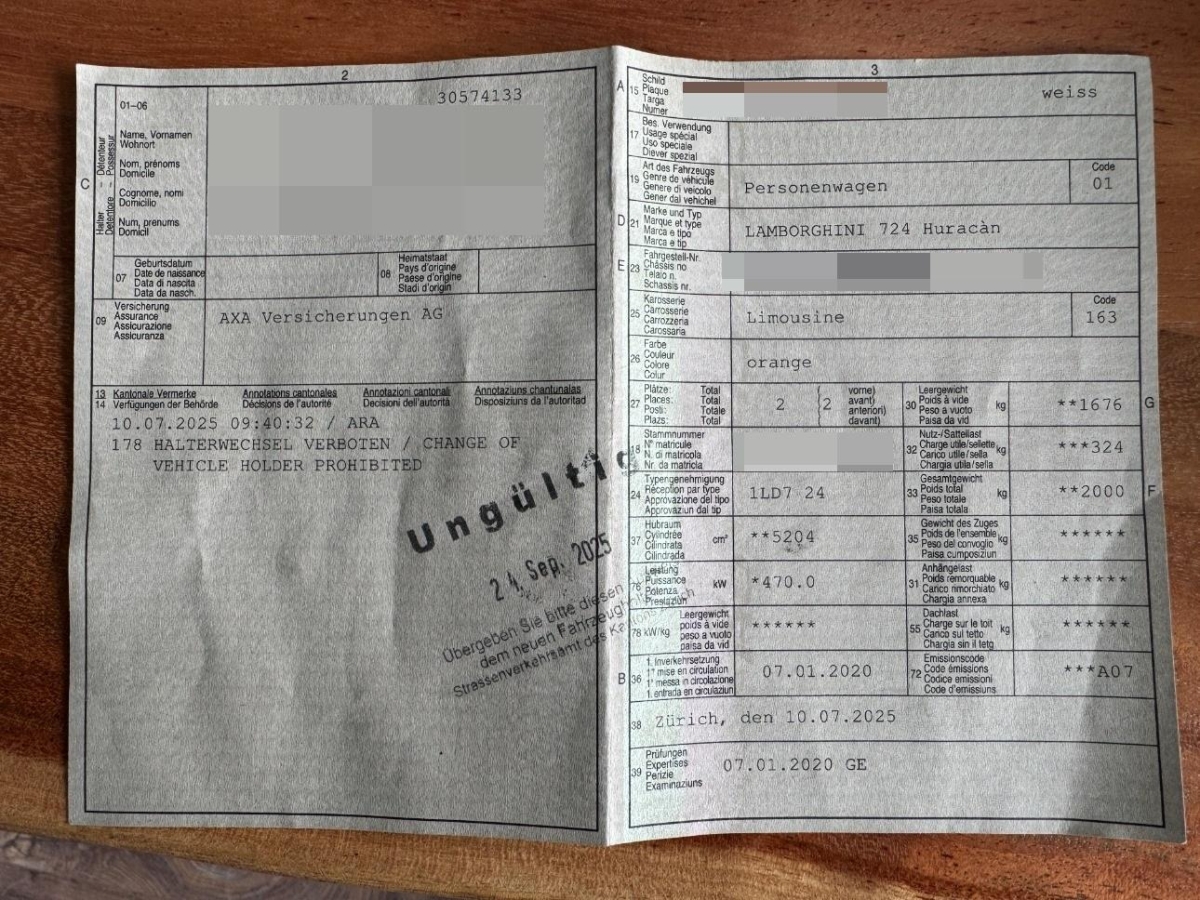 2
30574133
01–06
Halter
Détenteur
Detentore
Possessur
C
Name, Vornamen
Wohnort
Nom, prénoms
Domicile
Cognome, nomi
Domicilio
Num, prenums
Domicil
07
Geburtsdatum
Date de naissance
Data di nascita
Data da nasch.
08
Heimatstaat
Pays d'origine
Paese d'origine
Stadi d'origin
09
Versicherung
Assurance
Assicurazione
Assicuranza
AXA Versicherungen AG
13 Kantonale Vermerke Annotations cantonales Annotazioni cantonali Annotaziuns chantunalas
14 Verfügungen der Behörde Décisions de l'autorité Decisioni dell'autorità Disposiziuns da l'autoritad
10.07.2025 09:40:32 / ARA
178 HALTERWECHSEL VERBOTEN / CHANGE OF
VEHICLE HOLDER PROHIBITED
Ungültig
24. Sep. 2025
Übergeben Sie bitte diesen
dem neuen
Strassenverkehrsamt des
3
A 15
Schild
Plaque
Targa
Numer
weiss
17
Bes. Verwendung
Usage spécial
Uso speciale
Diever spezial
19
Art des Fahrzeugs
Genre de véhicule
Genere di veicolo
Gener dal vehichel
Personenwagen
Code
01
D 21
Marke und Typ
Marque et type
Marca e tipo
Marca e tip
LAMBORGHINI 724 Huracàn
E 23
Fahrgestell-Nr.
Châssis no
Telaio n.
Schassis nr.
25
Karosserie
Carrosserie
Carrozzeria
Carossaria
Limousine
Code
163
26
Farbe
Couleur
Colore
Colur
orange
27
Plätze: Total
Places: Total
Posti: Totale
Plazs: Total
2
2
vorne)
avant)
anteriori)
davant)
30
Leergewicht
Poids à vide
Peso a vuoto
Paisa da vid
kg
**1676
G
18
Stammnummer
N° matricule
N. di matricola
Nr. da matricla
32
Nutz-/Sattellast
Charge utile/sellette
Carico utile/sella
Chargia utila/sella
kg
***324
24
Typengenehmigung
Réception par type
Approvazione del tipo
Approvaziun dal tip
1LD7 24
33
Gesamtgewicht
Poids total
Peso totale
Paisa totala
kg
**2000
F
37
Hubraum
Cylindrée
Cilindrata
Cilindrada
cm³
**5204
35
Gewicht des Zuges
Poids de l'ensemble
Peso del convoglio
Paisa cumposiziun
kg
******
76
Leistung
Puissance
Potenza
Prestaziun
kW
*470.0
31
Anhängelast
Poids remorquable
Carico rimorchiato
Chargia annexa
kg
******
78 kW/kg
Leergewicht
poids à vide
peso a vuoto
paisa da vid
******
55
Dachlast
Charge sur le toit
Carico sul tetto
Chargia sin il tetg
kg
******
B 36
1. Inverkehrsetzung
1re mise en circulation
1a messa in circolazione
1. entrada en circulaziun
07.01.2020
72
Emissionscode
Code émissions
Codice emissioni
Code d'emissiuns
***A07
38
Zürich, den 10.07.2025
39
Prüfungen
Expertises
Perizie
Examinaziuns
07.01.2020 GE